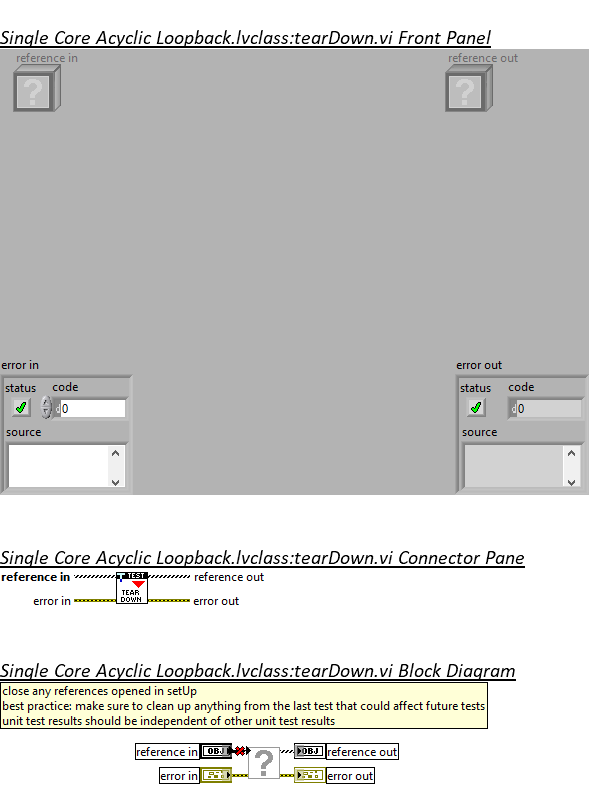 Single Core Acyclic Loopback.lvclass:tearDown.vi Front Panel
reference in
reference out
?
?
error in
error out
status
code
status
code
d
0
d
0
source
source
Single Core Acyclic Loopback.lvclass:tearDown.vi Connector Pane
reference in
TEST
reference out
TEAR
error in
DOWN
error out
Single Core Acyclic Loopback.lvclass:tearDown.vi Block Diagram
close any references opened in setUp
best practice: make sure to clean up anything from the last test that could affect future tests
unit test results should be independent of other unit test results
reference in
OBJ
?
OBJ
reference out
error in
error out